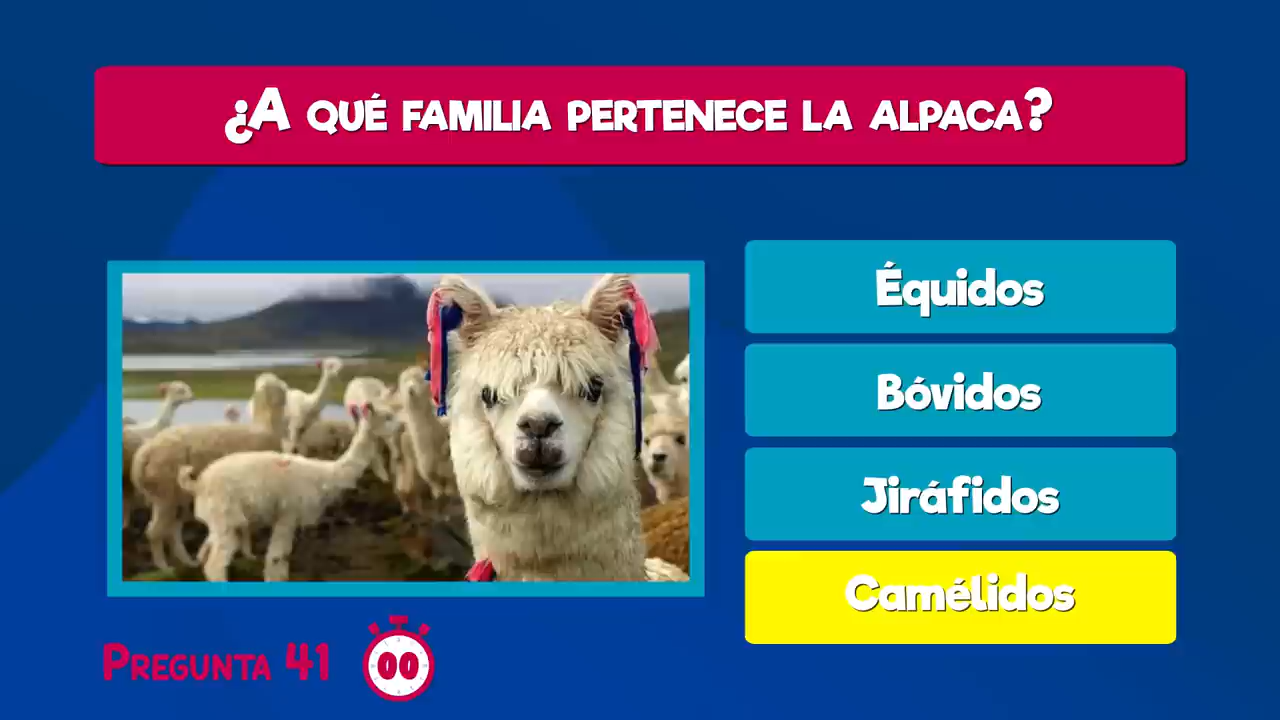 ¿A QUÉ FAMILIA PERTENECE LA ALPACA?
Équidos
Bóvidos
Jiráfidos
Camélidos
PREGUNTA 41
00